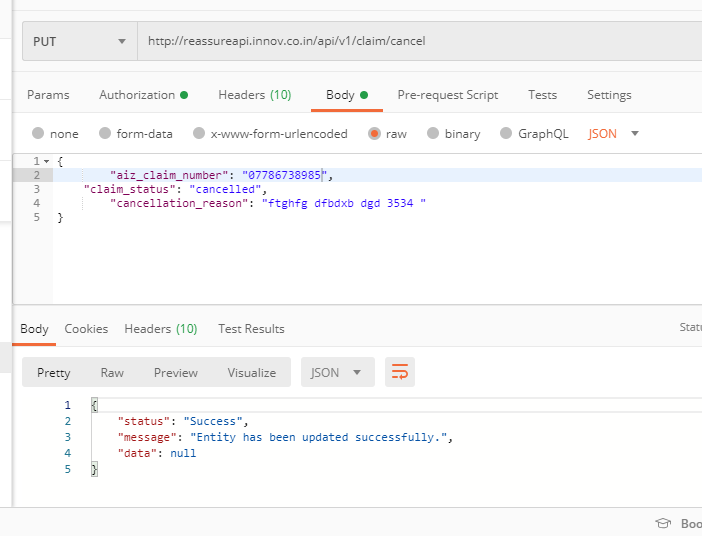 PUT http://reassureapi.innov.co.in/api/v1/claim/cancel
Params Authorization Headers (10) Body Pre-request Script Tests Settings
none form-data x-www-form-urlencoded raw binary GraphQL JSON
1 {
2 "aiz_claim_number": "07786738985",
3 "claim_status": "cancelled",
4 "cancellation_reason": "ftghfg dfbdxb dgd 3534 "
5 }
Body Cookies Headers (10) Test Results Statu
Pretty Raw Preview Visualize JSON
1 {
2 "status": "Success",
3 "message": "Entity has been updated successfully.",
4 "data": null
5 }
Boo